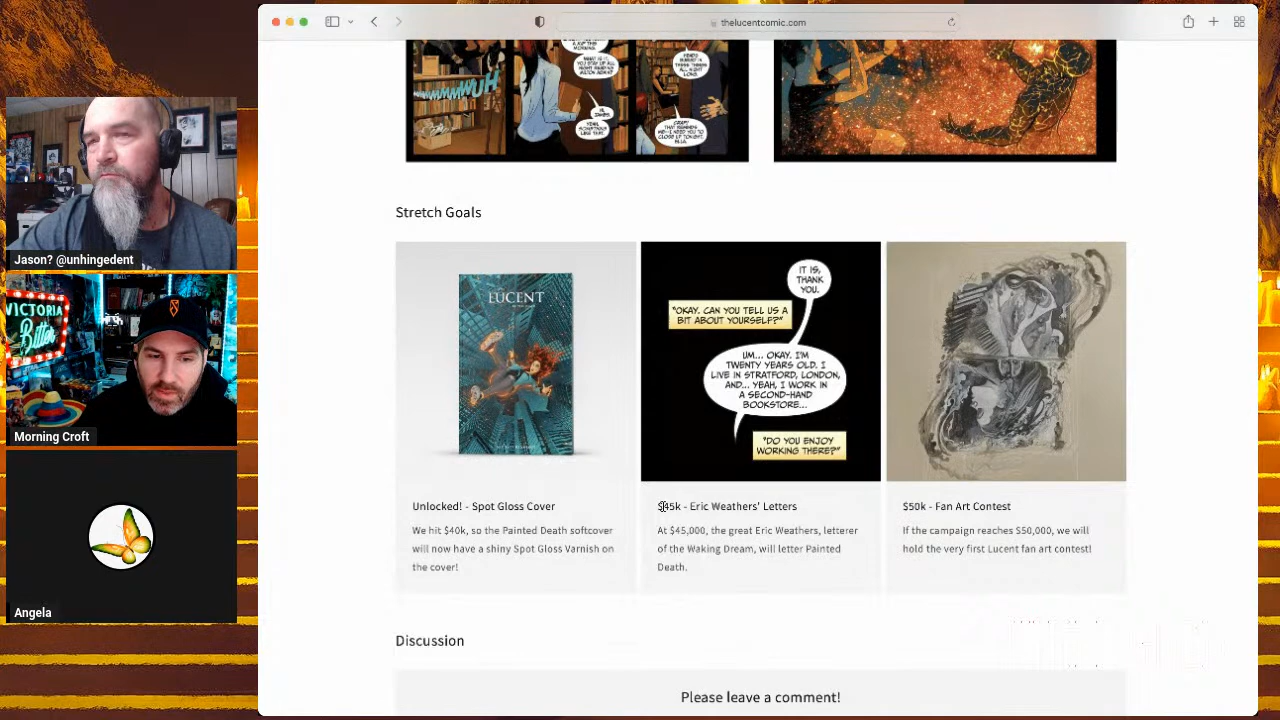 thelucentcomic.com
WHAT IS IT,
THANK
Stretch Goals
LUCENT
IT IS,
THANK
YOU.
"OKAY. CAN YOU TELL US A
BIT ABOUT YOURSELF?"
UM... OKAY. I'M
TWENTY YEARS OLD. I
LIVE IN STRATFORD, LONDON,
AND... YEAH, I WORK IN
A SECOND-HAND
BOOKSTORE...
"DO YOU ENJOY
WORKING THERE?"
Unlocked! - Spot Gloss Cover
We hit $40k, so the Painted Death softcover
will now have a shiny Spot Gloss Varnish on
the cover!
$45k - Eric Weathers' Letters
At $45,000, the great Eric Weathers, letterer
of the Waking Dream, will letter Painted
Death.
$50k - Fan Art Contest
If the campaign reaches $50,000, we will
hold the very first Lucent fan art contest!
Discussion
Please leave a comment!
Jason? @unhingedent
VICTORIA
Bitter
Morning Croft
Angela